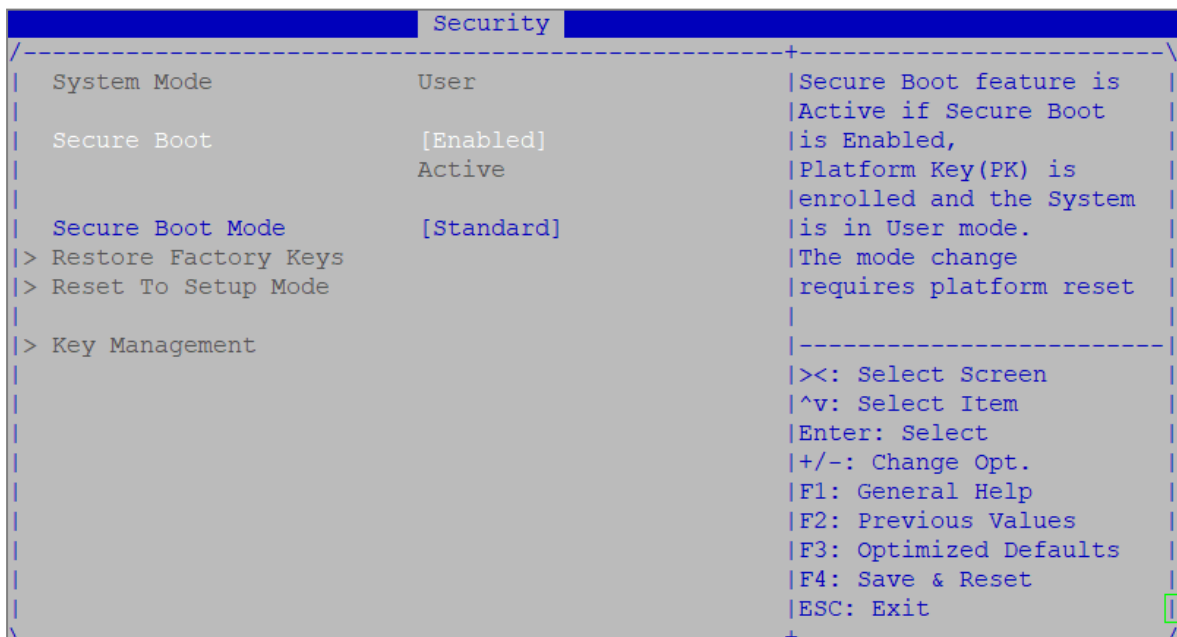 Security
/----------------------------------------------------+-------------------------\
| System Mode User |Secure Boot feature is |
| |Active if Secure Boot |
| Secure Boot [Enabled] |is Enabled, |
| Active |Platform Key(PK) is |
| |enrolled and the System |
| Secure Boot Mode [Standard] |is in User mode. |
|> Restore Factory Keys |The mode change |
|> Reset To Setup Mode |requires platform reset |
| | |
|> Key Management |-------------------------|
| |><: Select Screen |
| |^v: Select Item |
| |Enter: Select |
| |+/-: Change Opt. |
| |F1: General Help |
| |F2: Previous Values |
| |F3: Optimized Defaults |
| |F4: Save & Reset |
| |ESC: Exit |